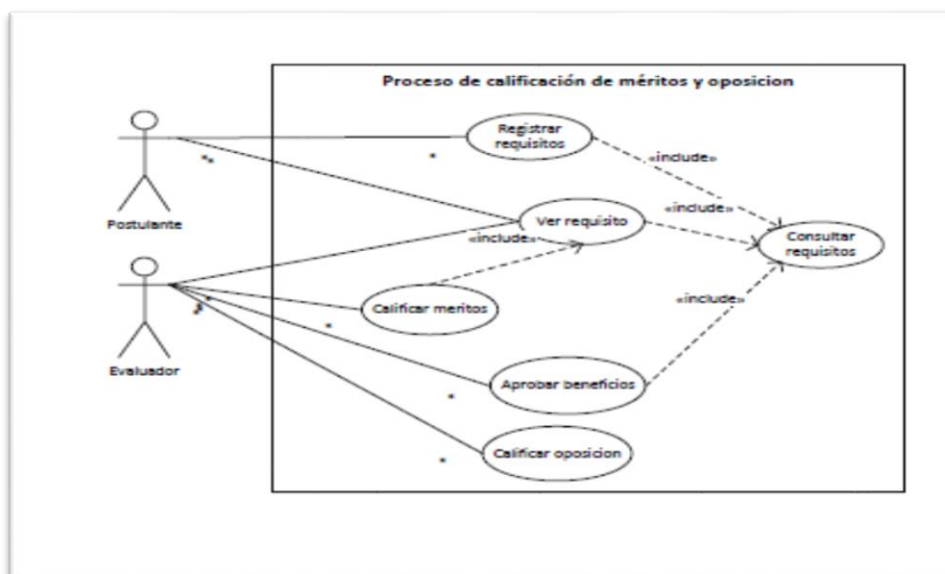 Proceso de calificación de méritos y oposicion
Registrar
requisitos
«include»
**
*
Postulante
Ver requisito
«include»
«include»
Consultar
requisitos
Calificar meritos
«include»
*
Evaluador
Aprobar beneficios
*
Calificar oposicion
*